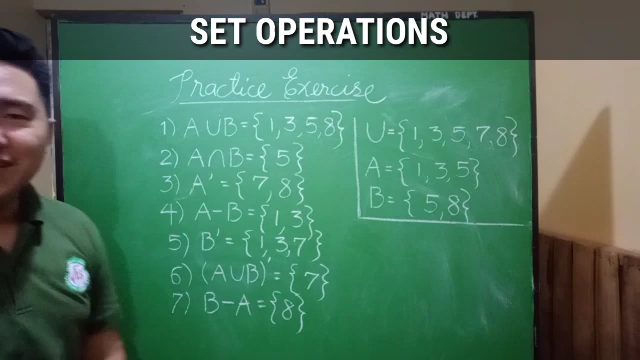 MATH DEPT.
SET OPERATIONS
Practice Exercise
1) A∪B={1,3,5,8}
2) A∩B={5}
3) A'={7,8}
4) A-B={1,3}
5) B'={1,3,7}
6) (A∪B)'={7}
7) B-A={8}
U={1,3,5,7,8}
A={1,3,5}
B={5,8}